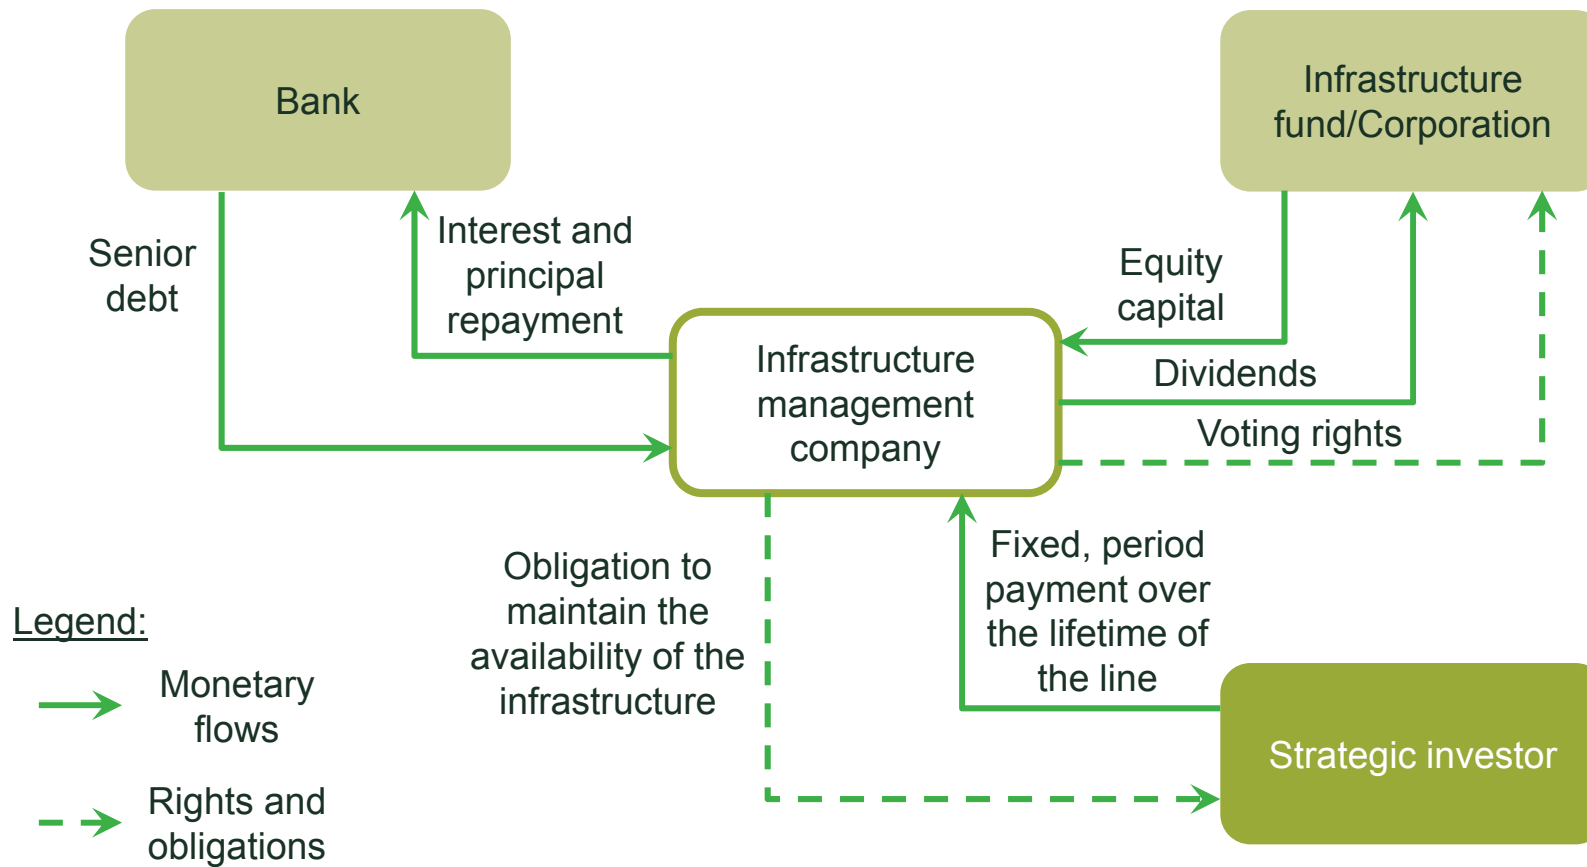 Bank
Infrastructure
fund/Corporation
Senior
debt
Interest and
principal
repayment
Equity
capital
Infrastructure
management
company
Dividends
Voting rights
Obligation to
maintain the
availability of the
infrastructure
Fixed, period
payment over
the lifetime of
the line
Legend:
Monetary
flows
Strategic investor
Rights and
obligations